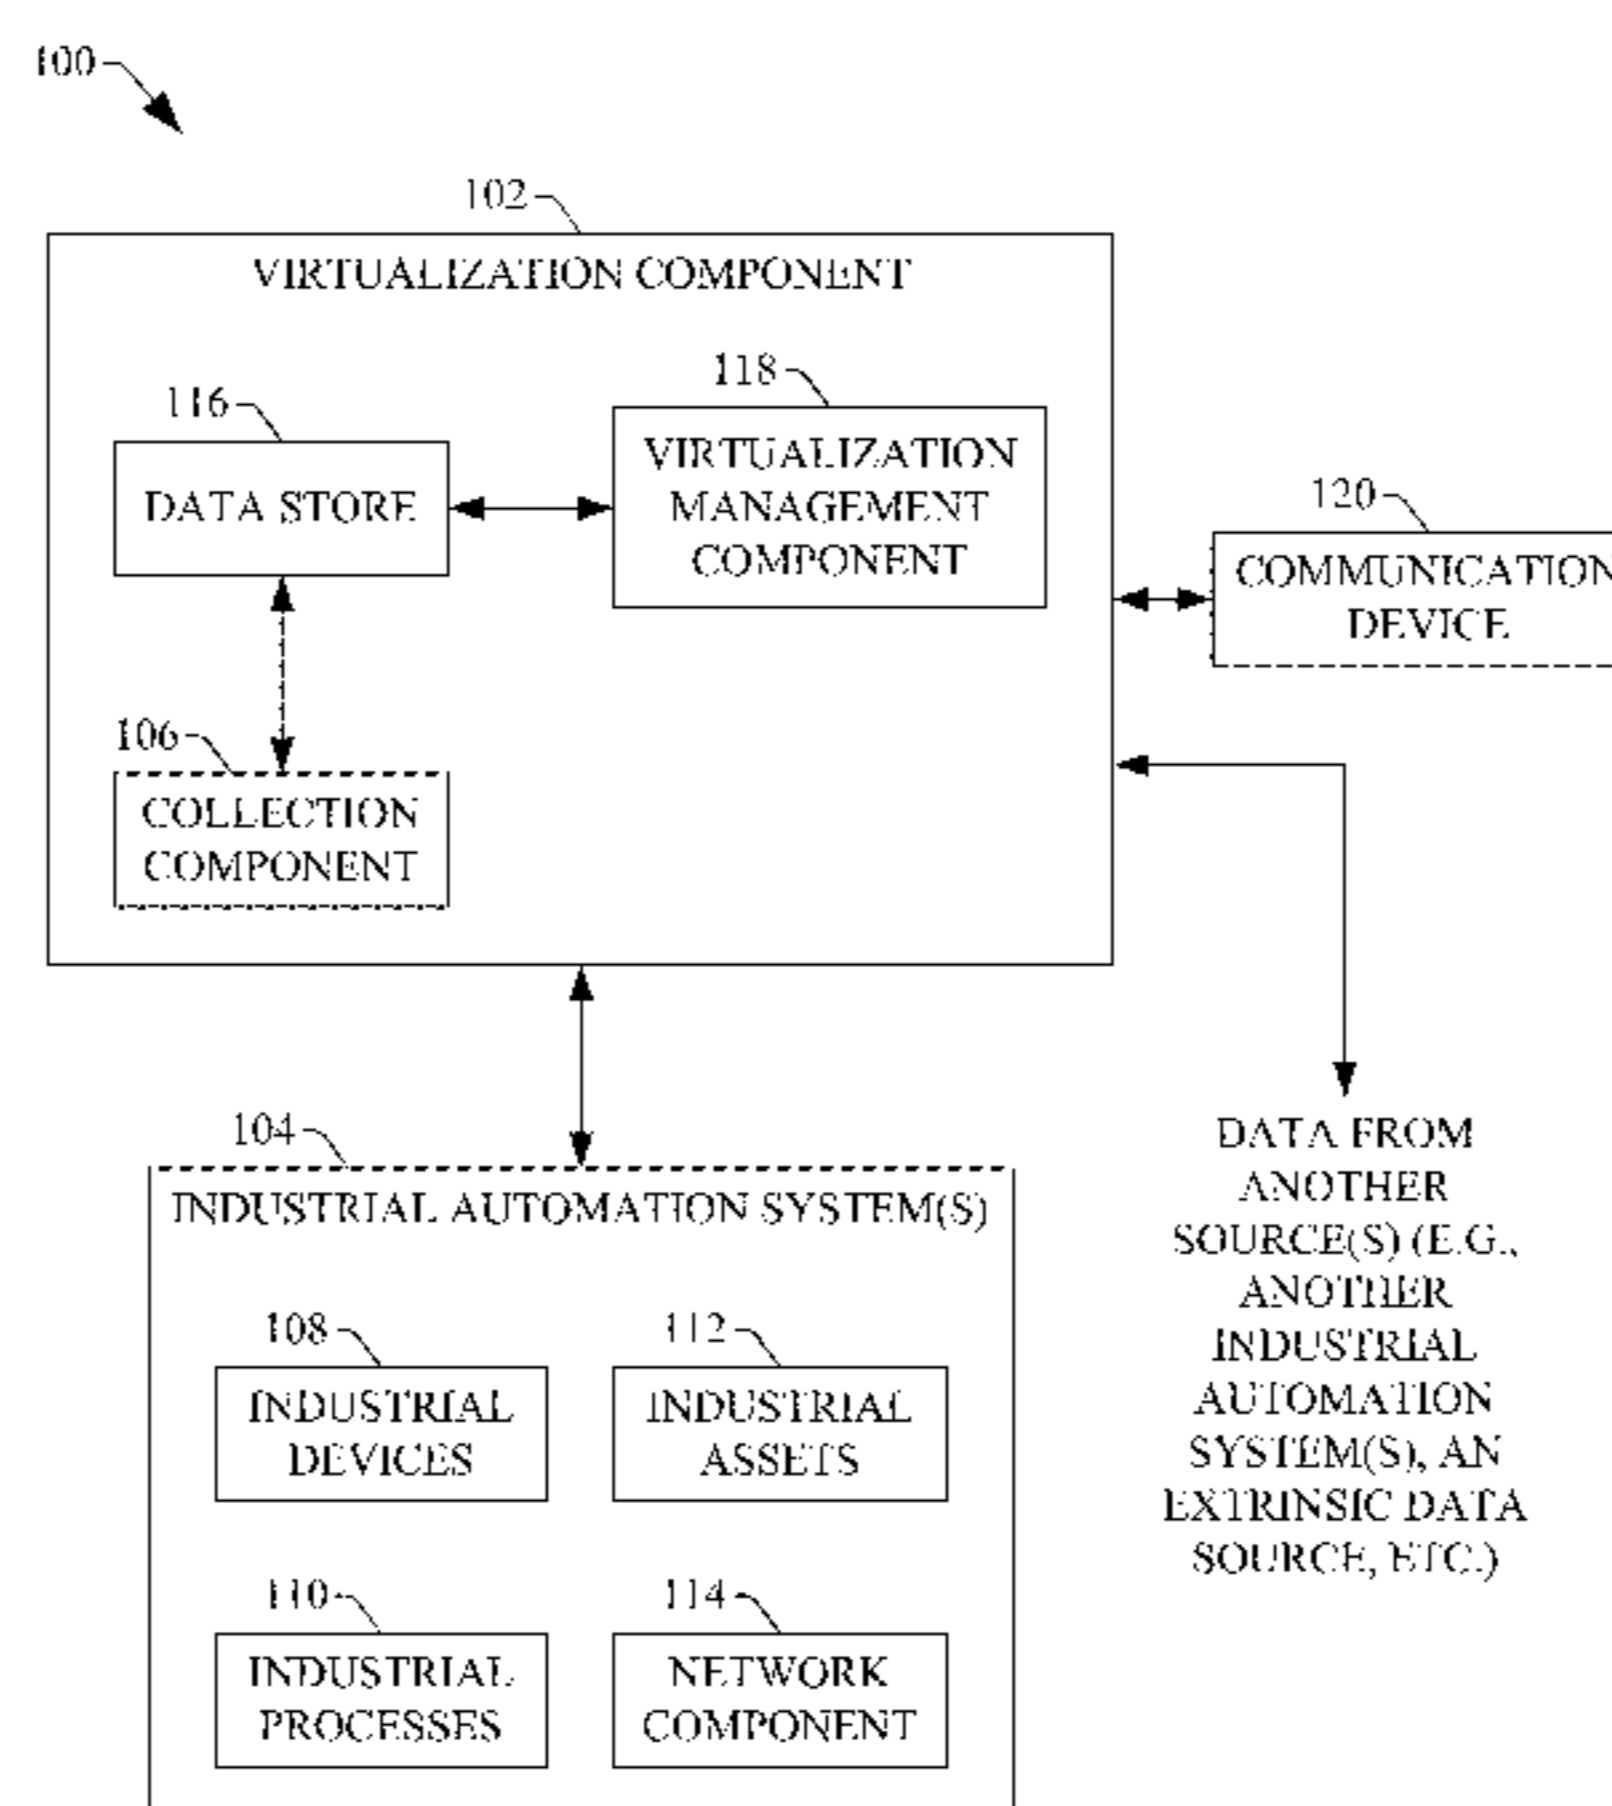 100
102
VIRTUALIZATION COMPONENT
118
116
VIRTUALIZATION
MANAGEMENT
COMPONENT
DATA STORE
120
COMMUNICATION
DEVICE
106
COLLECTION
COMPONENT
104
INDUSTRIAL AUTOMATION SYSTEM(S)
108
INDUSTRIAL
DEVICES
112
INDUSTRIAL
ASSETS
110
INDUSTRIAL
PROCESSES
114
NETWORK
COMPONENT
DATA FROM
ANOTHER
SOURCE(S) (E.G.,
ANOTHER
INDUSTRIAL
AUTOMATION
SYSTEM(S), AN
EXTRINSIC DATA
SOURCE, ETC.)